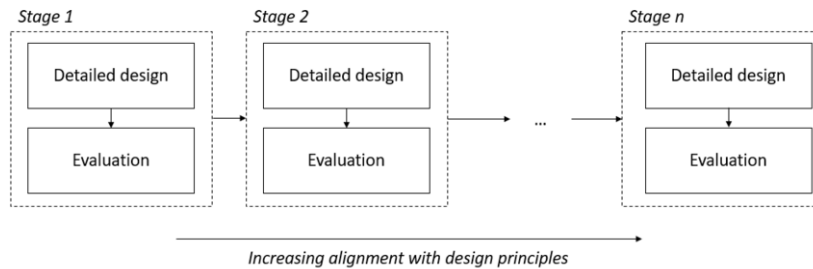 Stage 1
Stage 2
Stage n
Detailed design
Detailed design
Detailed design
...
Evaluation
Evaluation
Evaluation
Increasing alignment with design principles